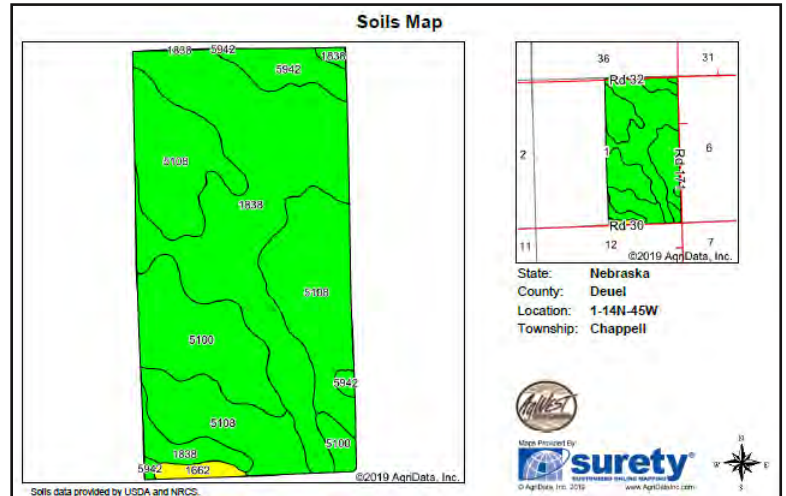 Soils Map
1838 5942 1838
5942
5108
1838
5108
5100
5942
5108
5100
1838
5942 1662
©2019 AgriData, Inc.
Soils data provided by USDA and NRCS.
36 31
Rd 32
2 1 6
Rd 171
Rd 30
11 12 7
©2019 AgriData, Inc.
State: Nebraska
County: Deuel
Location: 1-14N-45W
Township: Chappell
AgWEST
Maps Provided By:
surety®
CUSTOMIZED ONLINE MAPPING
© AgriData, Inc. 2019 www.AgriDataInc.com
N
W E
S